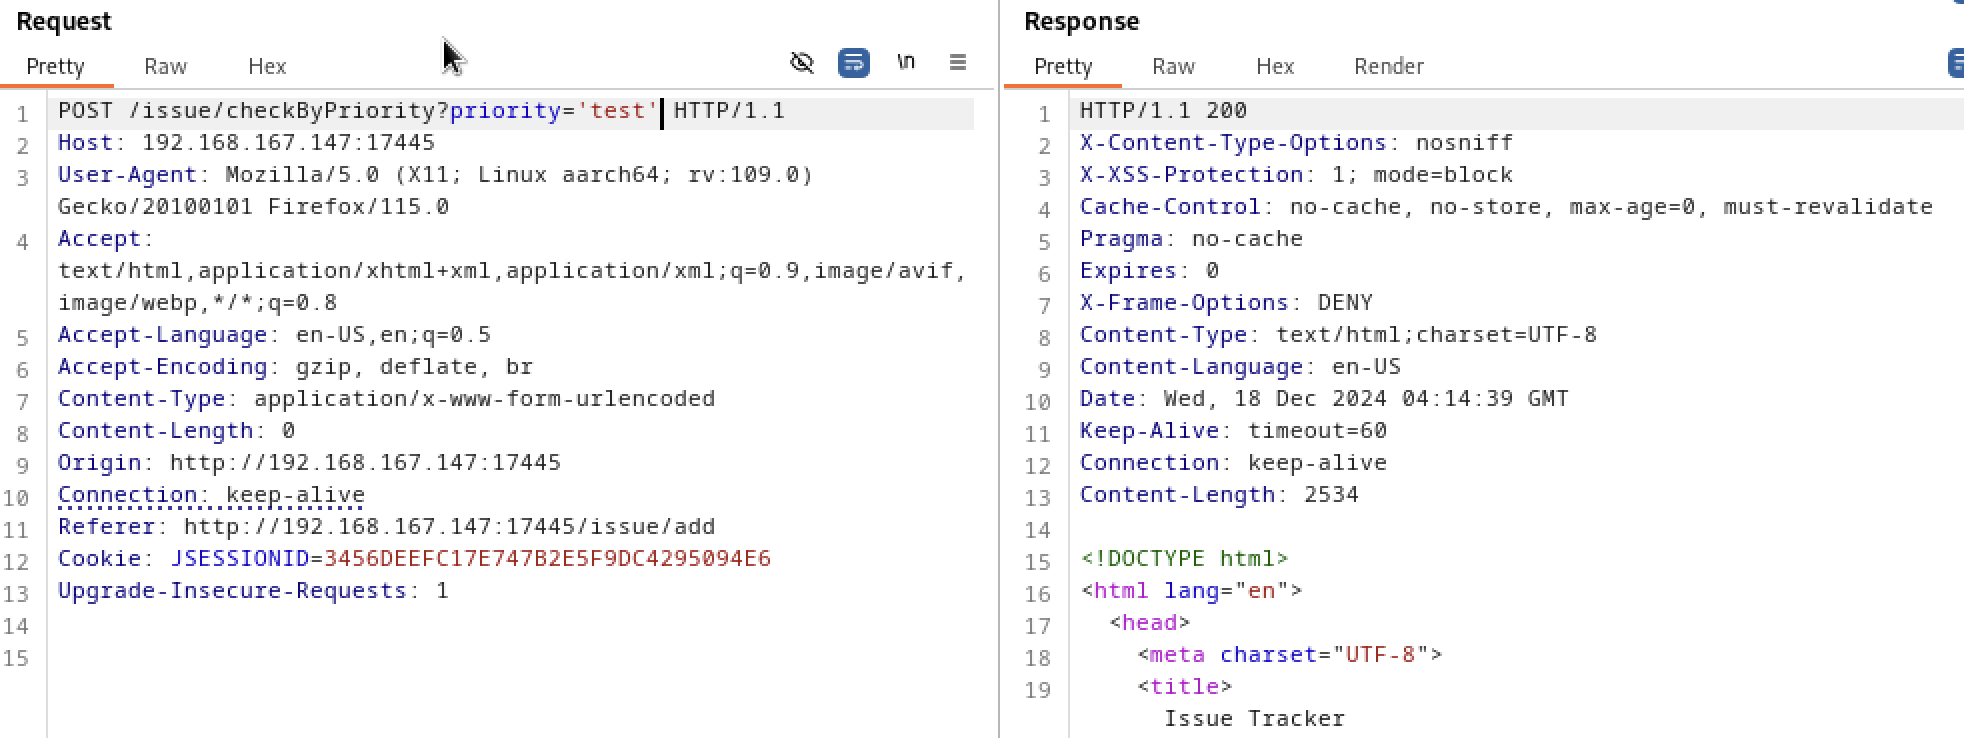 Request
Pretty Raw Hex \n
1 POST /issue/checkByPriority?priority='test' HTTP/1.1
2 Host: 192.168.167.147:17445
3 User-Agent: Mozilla/5.0 (X11; Linux aarch64; rv:109.0)
Gecko/20100101 Firefox/115.0
4 Accept:
text/html,application/xhtml+xml,application/xml;q=0.9,image/avif,
image/webp,*/*;q=0.8
5 Accept-Language: en-US,en;q=0.5
6 Accept-Encoding: gzip, deflate, br
7 Content-Type: application/x-www-form-urlencoded
8 Content-Length: 0
9 Origin: http://192.168.167.147:17445
10 Connection: keep-alive
11 Referer: http://192.168.167.147:17445/issue/add
12 Cookie: JSESSIONID=3456DEEFC17E747B2E5F9DC4295094E6
13 Upgrade-Insecure-Requests: 1
14
15
Response
Pretty Raw Hex Render
1 HTTP/1.1 200
2 X-Content-Type-Options: nosniff
3 X-XSS-Protection: 1; mode=block
4 Cache-Control: no-cache, no-store, max-age=0, must-revalidate
5 Pragma: no-cache
6 Expires: 0
7 X-Frame-Options: DENY
8 Content-Type: text/html;charset=UTF-8
9 Content-Language: en-US
10 Date: Wed, 18 Dec 2024 04:14:39 GMT
11 Keep-Alive: timeout=60
12 Connection: keep-alive
13 Content-Length: 2534
14
15 <!DOCTYPE html>
16 <html lang="en">
17 <head>
18 <meta charset="UTF-8">
19 <title>
Issue Tracker